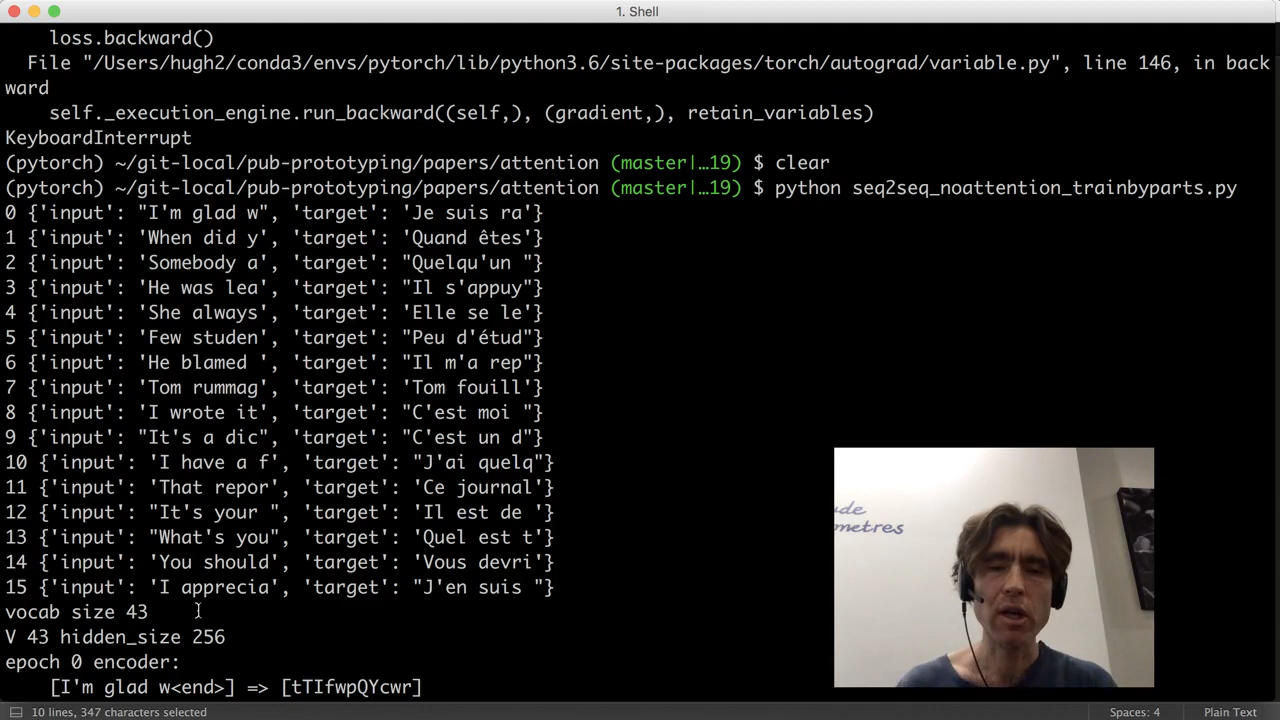 1. Shell
loss.backward()
File "/Users/hugh2/conda3/envs/pytorch/lib/python3.6/site-packages/torch/autograd/variable.py", line 146, in back
ward
self._execution_engine.run_backward((self,), (gradient,), retain_variables)
KeyboardInterrupt
(pytorch) ~/git-local/pub-prototyping/papers/attention (master|…19) $ clear
(pytorch) ~/git-local/pub-prototyping/papers/attention (master|…19) $ python seq2seq_noattention_trainbyparts.py
0 {'input': "I'm glad w", 'target': 'Je suis ra'}
1 {'input': 'When did y', 'target': 'Quand êtes'}
2 {'input': 'Somebody a', 'target': "Quelqu'un "}
3 {'input': 'He was lea', 'target': "Il s'appuy"}
4 {'input': 'She always', 'target': 'Elle se le'}
5 {'input': 'Few studen', 'target': "Peu d'étud"}
6 {'input': 'He blamed ', 'target': "Il m'a rep"}
7 {'input': 'Tom rummag', 'target': 'Tom fouill'}
8 {'input': 'I wrote it', 'target': "C'est moi "}
9 {'input': "It's a dic", 'target': "C'est un d"}
10 {'input': 'I have a f', 'target': "J'ai quelq"}
11 {'input': 'That repor', 'target': 'Ce journal'}
12 {'input': "It's your ", 'target': 'Il est de '}
13 {'input': "What's you", 'target': 'Quel est t'}
14 {'input': 'You should', 'target': 'Vous devri'}
15 {'input': 'I apprecia', 'target': "J'en suis "}
vocab size 43
V 43 hidden_size 256
epoch 0 encoder:
[I'm glad w<end>] => [tTIfwpQYcwr]
10 lines, 347 characters selected
Spaces: 4
Plain Text